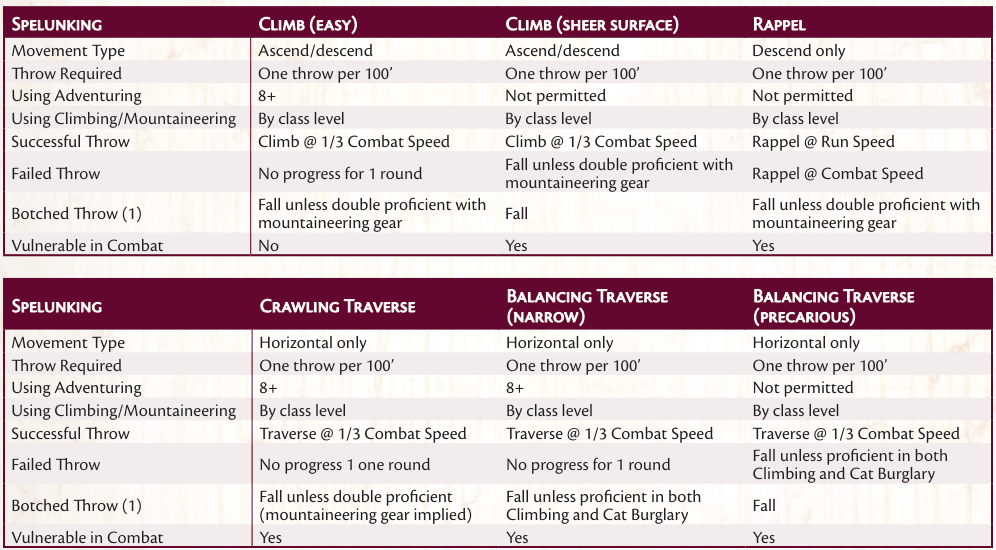 SPELUNKING CLIMB (EASY) CLIMB (SHEER SURFACE) RAPPEL
Movement Type Ascend/descend Ascend/descend Descend only
Throw Required One throw per 100’ One throw per 100’ One throw per 100’
Using Adventuring 8+ Not permitted Not permitted
Using Climbing/Mountaineering By class level By class level By class level
Successful Throw Climb @ 1/3 Combat Speed Climb @ 1/3 Combat Speed Rappel @ Run Speed
Failed Throw No progress for 1 round Fall unless double proficient with
mountaineering gear Rappel @ Combat Speed
Botched Throw (1) Fall unless double proficient with
mountaineering gear Fall Fall unless double proficient with
mountaineering gear
Vulnerable in Combat No Yes Yes
SPELUNKING CRAWLING TRAVERSE BALANCING TRAVERSE
(NARROW) BALANCING TRAVERSE
(PRECARIOUS)
Movement Type Horizontal only Horizontal only Horizontal only
Throw Required One throw per 100’ One throw per 100’ One throw per 100’
Using Adventuring 8+ 8+ Not permitted
Using Climbing/Mountaineering By class level By class level By class level
Successful Throw Traverse @ 1/3 Combat Speed Traverse @ 1/3 Combat Speed Traverse @ 1/3 Combat Speed
Failed Throw No progress 1 one round No progress for 1 round Fall unless proficient in both
Climbing and Cat Burglary
Botched Throw (1) Fall unless double proficient
(mountaineering gear implied) Fall unless proficient in both
Climbing and Cat Burglary Fall
Vulnerable in Combat Yes Yes Yes